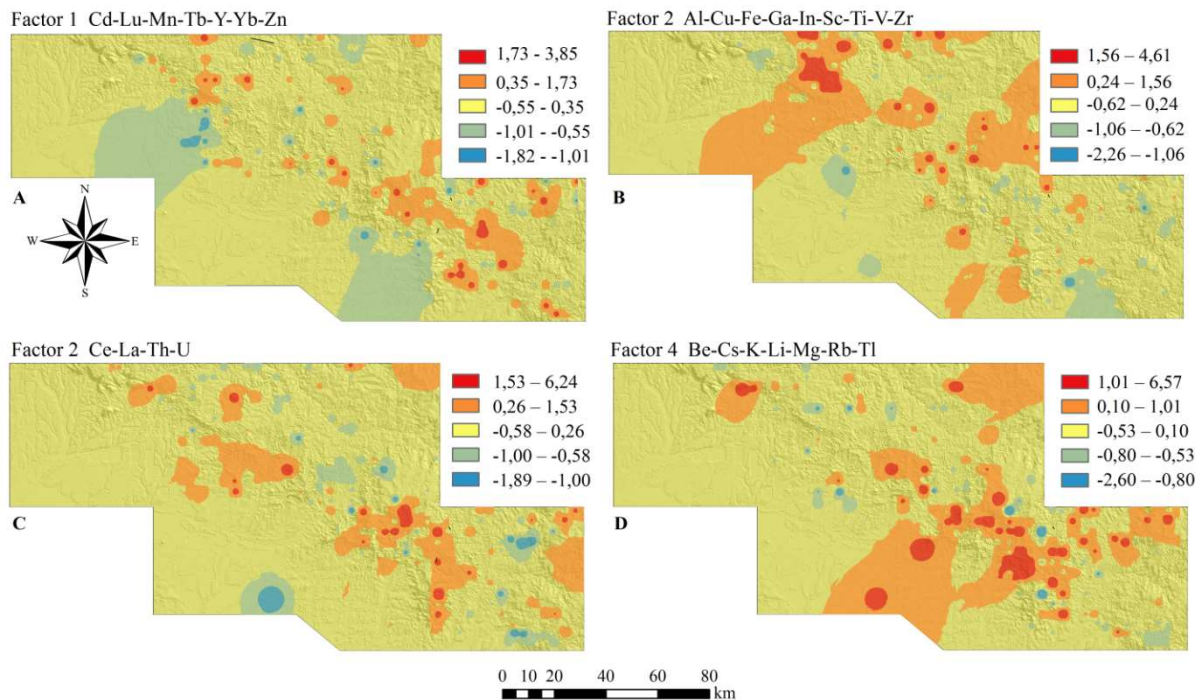 Factor 1 Cd-Lu-Mn-Tb-Y-Yb-Zn
1,73 - 3,85
0,35 - 1,73
-0,55 - 0,35
-1,01 - -0,55
-1,82 - -1,01
A
N
W
E
S
Factor 2 Al-Cu-Fe-Ga-In-Sc-Ti-V-Zr
1,56 – 4,61
0,24 – 1,56
-0,62 – 0,24
-1,06 – -0,62
-2,26 – -1,06
B
Factor 2 Ce-La-Th-U
1,53 – 6,24
0,26 – 1,53
-0,58 – 0,26
-1,00 – -0,58
-1,89 – -1,00
C
Factor 4 Be-Cs-K-Li-Mg-Rb-Tl
1,01 – 6,57
0,10 – 1,01
-0,53 – 0,10
-0,80 – -0,53
-2,60 – -0,80
D
0 5 10 20 40 60 80
km